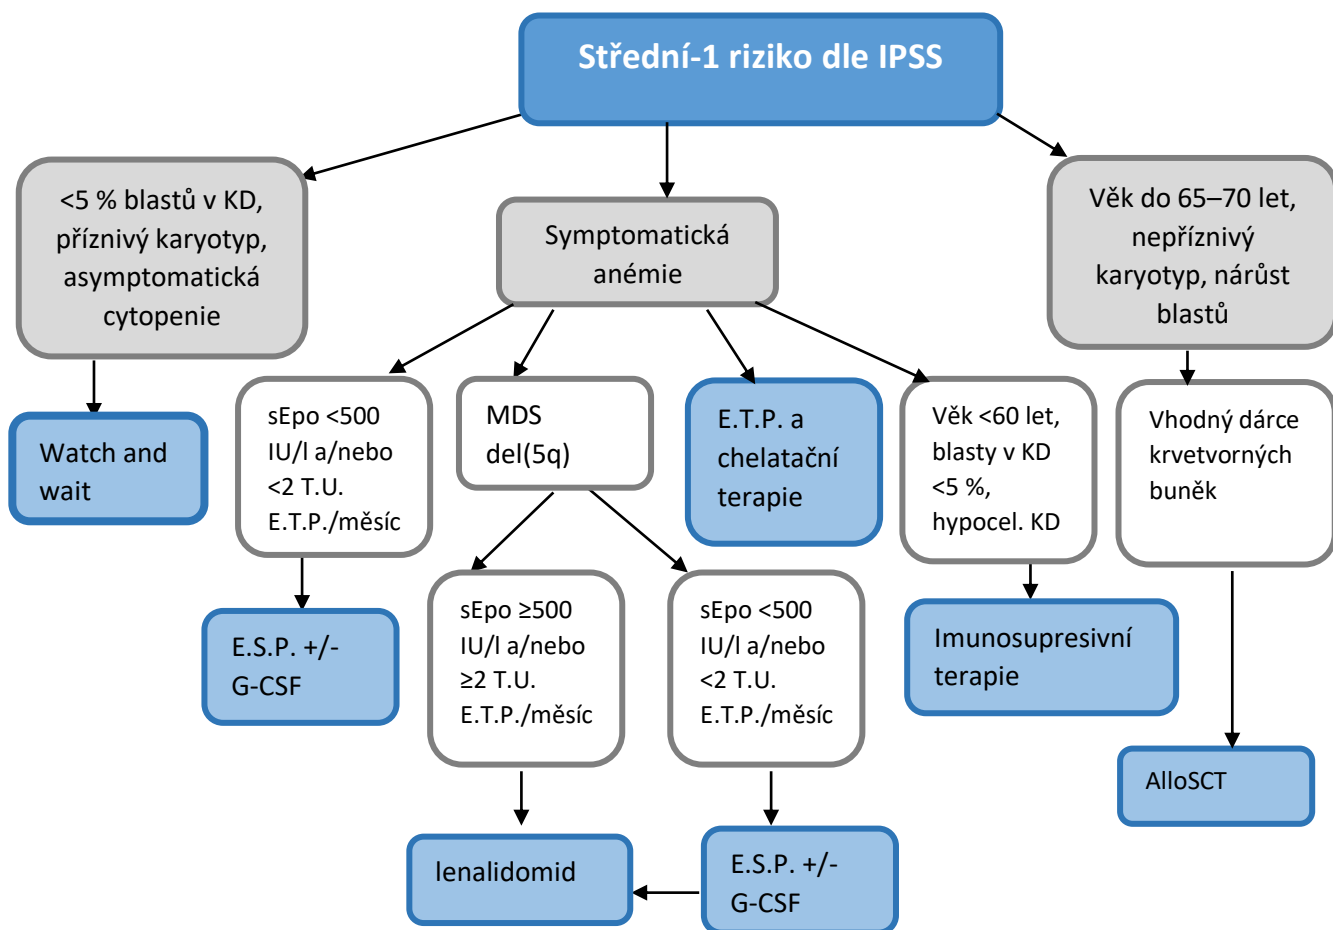 Střední-1 riziko dle IPSS
<5 % blastů v KD,
příznivý karyotyp,
asymptomatická
cytopenie
Symptomatická
anémie
Věk do 65–70 let,
nepříznivý
karyotyp, nárůst
blastů
Watch and
wait
sEpo <500
IU/l a/nebo
<2 T.U.
E.T.P./měsíc
MDS
del(5q)
E.T.P. a
chelatační
terapie
Věk <60 let,
blasty v KD
<5 %,
hypocel. KD
Vhodný dárce
krvetvorných
buněk
E.S.P. +/-
G-CSF
sEpo ≥500
IU/l a/nebo
≥2 T.U.
E.T.P./měsíc
sEpo <500
IU/l a/nebo
<2 T.U.
E.T.P./měsíc
Imunosupresivní
terapie
AlloSCT
lenalidomid
E.S.P. +/-
G-CSF